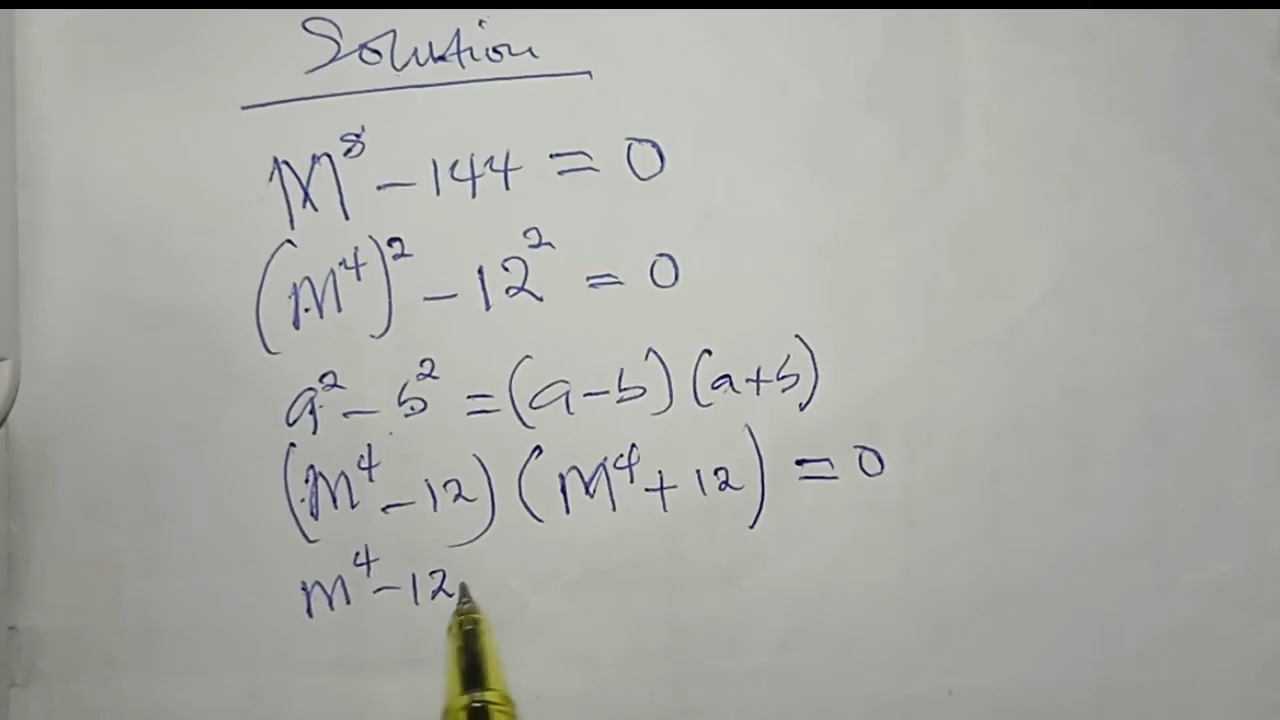 Solution
M⁸ - 144 = 0
(m⁴)² - 12² = 0
a² - b² = (a-b)(a+b)
(m⁴ - 12)(m⁴ + 12) = 0
m⁴ - 12